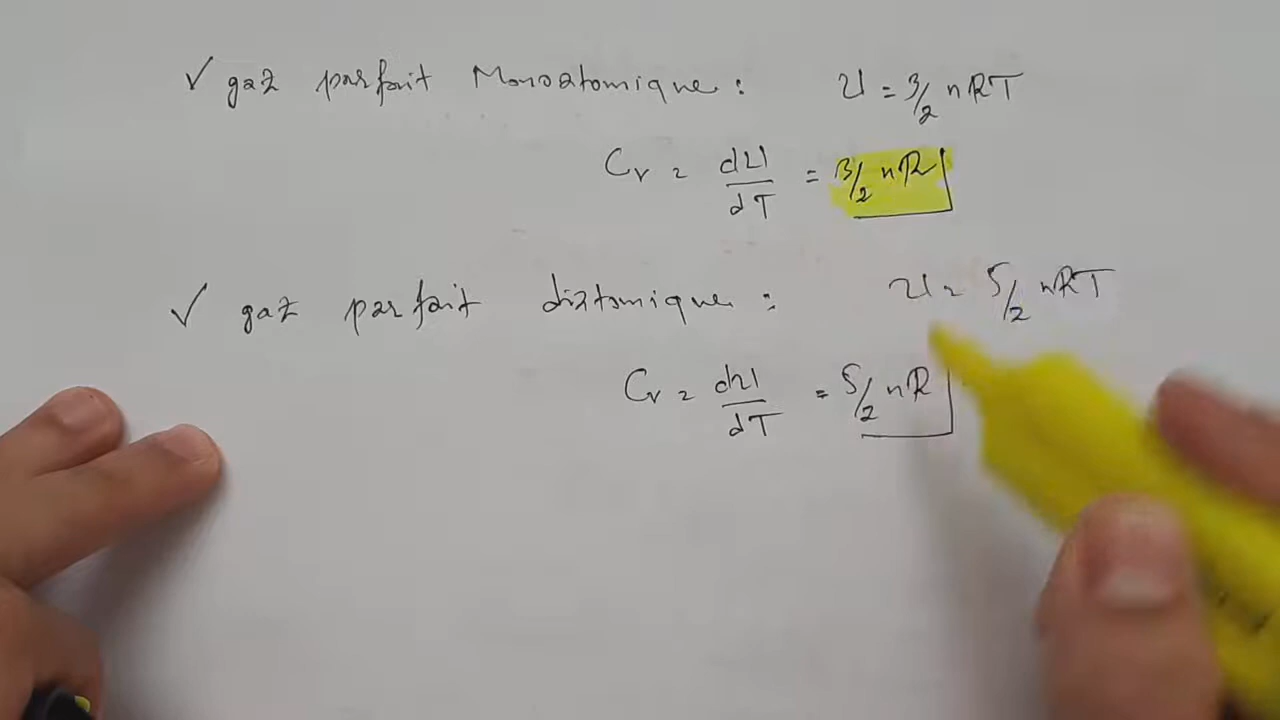 ✓ gaz parfait Monoatomique : U = 3/2 nRT
Cv = dU/dT = 3/2 nR
✓ gaz parfait diatomique : U = 5/2 nRT
Cv = dU/dT = 5/2 nR